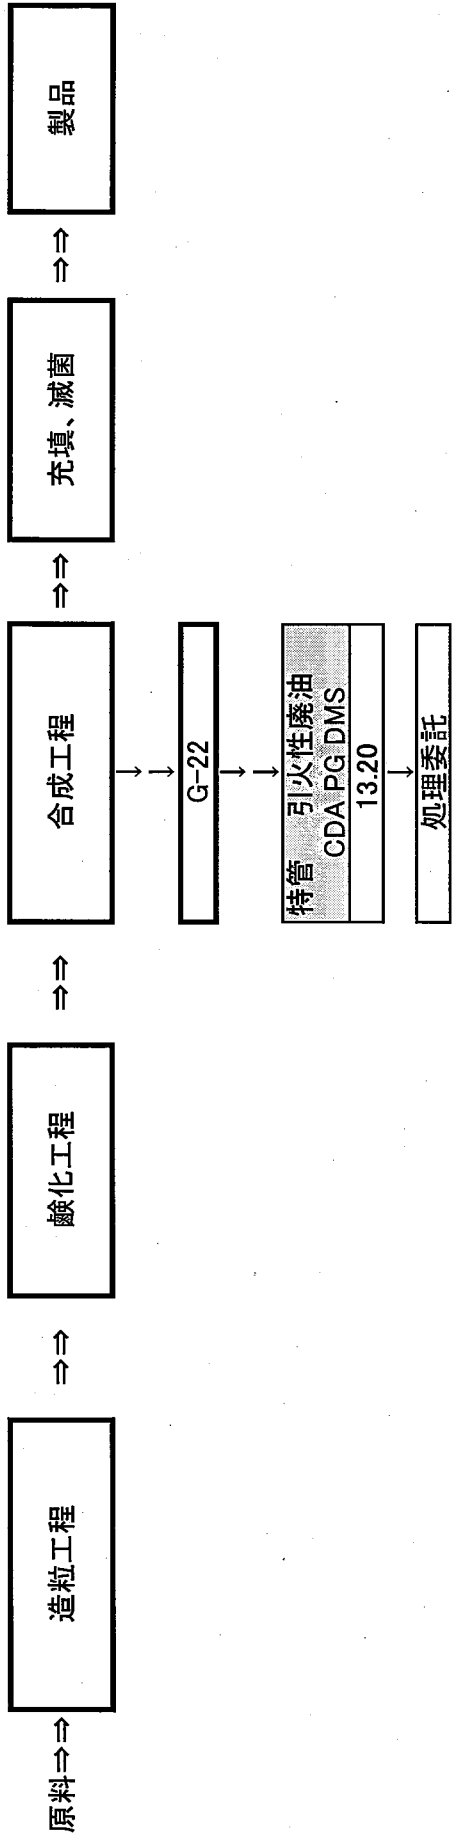 原料⇒⇒
造粒工程
⇒⇒
鹸化工程
⇒⇒
合成工程
⇒⇒
充填、滅菌
⇒⇒
製品
→→
G-22
→→
特管 引火性廃油
CDA PG DMS
13.20
→
処理委託